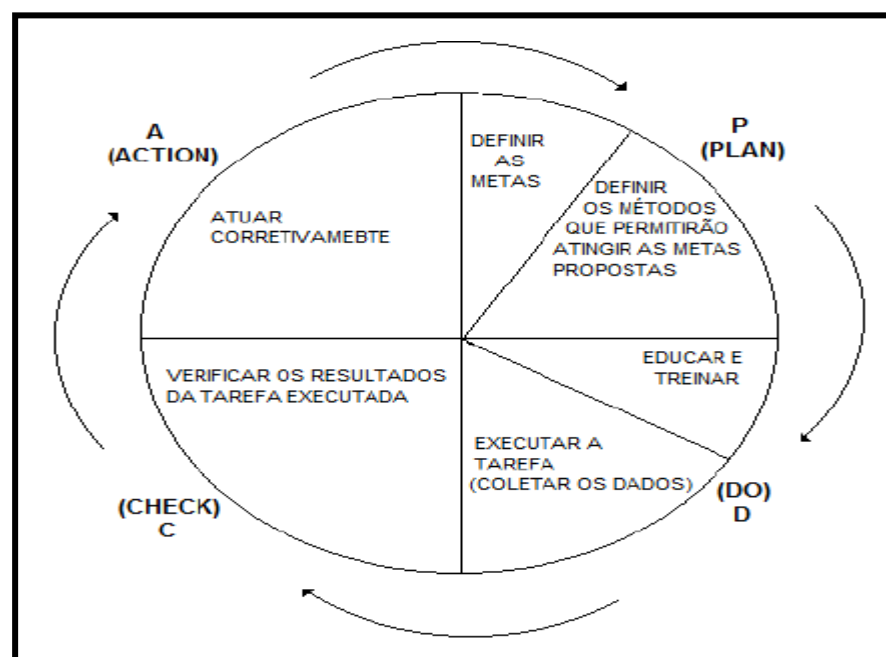 A
(ACTION)
P
(PLAN)
DEFINIR
AS
METAS
DEFINIR
OS MÉTODOS
QUE PERMITIRÃO
ATINGIR AS METAS
PROPOSTAS
ATUAR
CORRETIVAMEBTE
EDUCAR E
TREINAR
VERIFICAR OS RESULTADOS
DA TAREFA EXECUTADA
EXECUTAR A
TAREFA
(COLETAR OS DADOS)
(DO)
D
(CHECK)
C